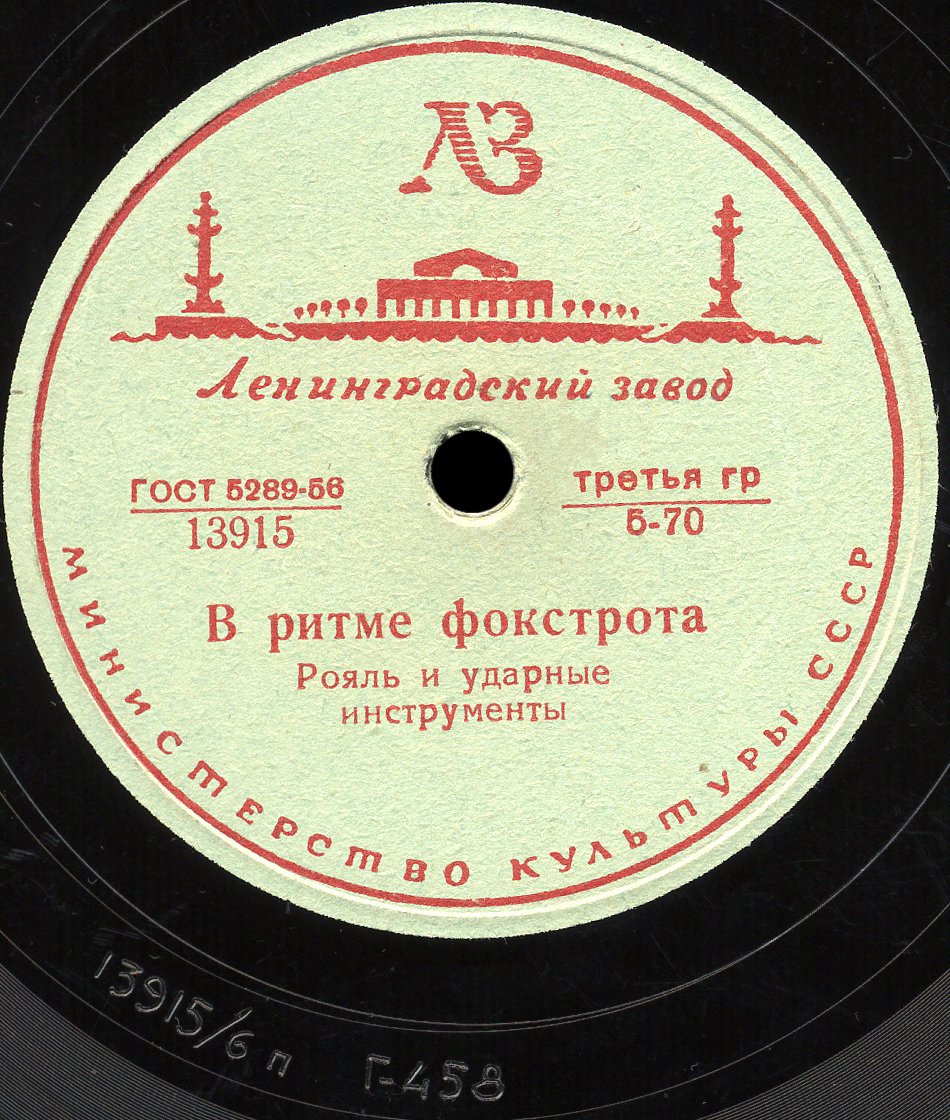 ЛЗ
Ленинградский завод
ГОСТ 5289-56
13915
третья гр
5-70
В ритме фокстрота
Рояль и ударные
инструменты
МИНИСТЕРСТВО КУЛЬТУРЫ СССР
13915/6 п Г-458